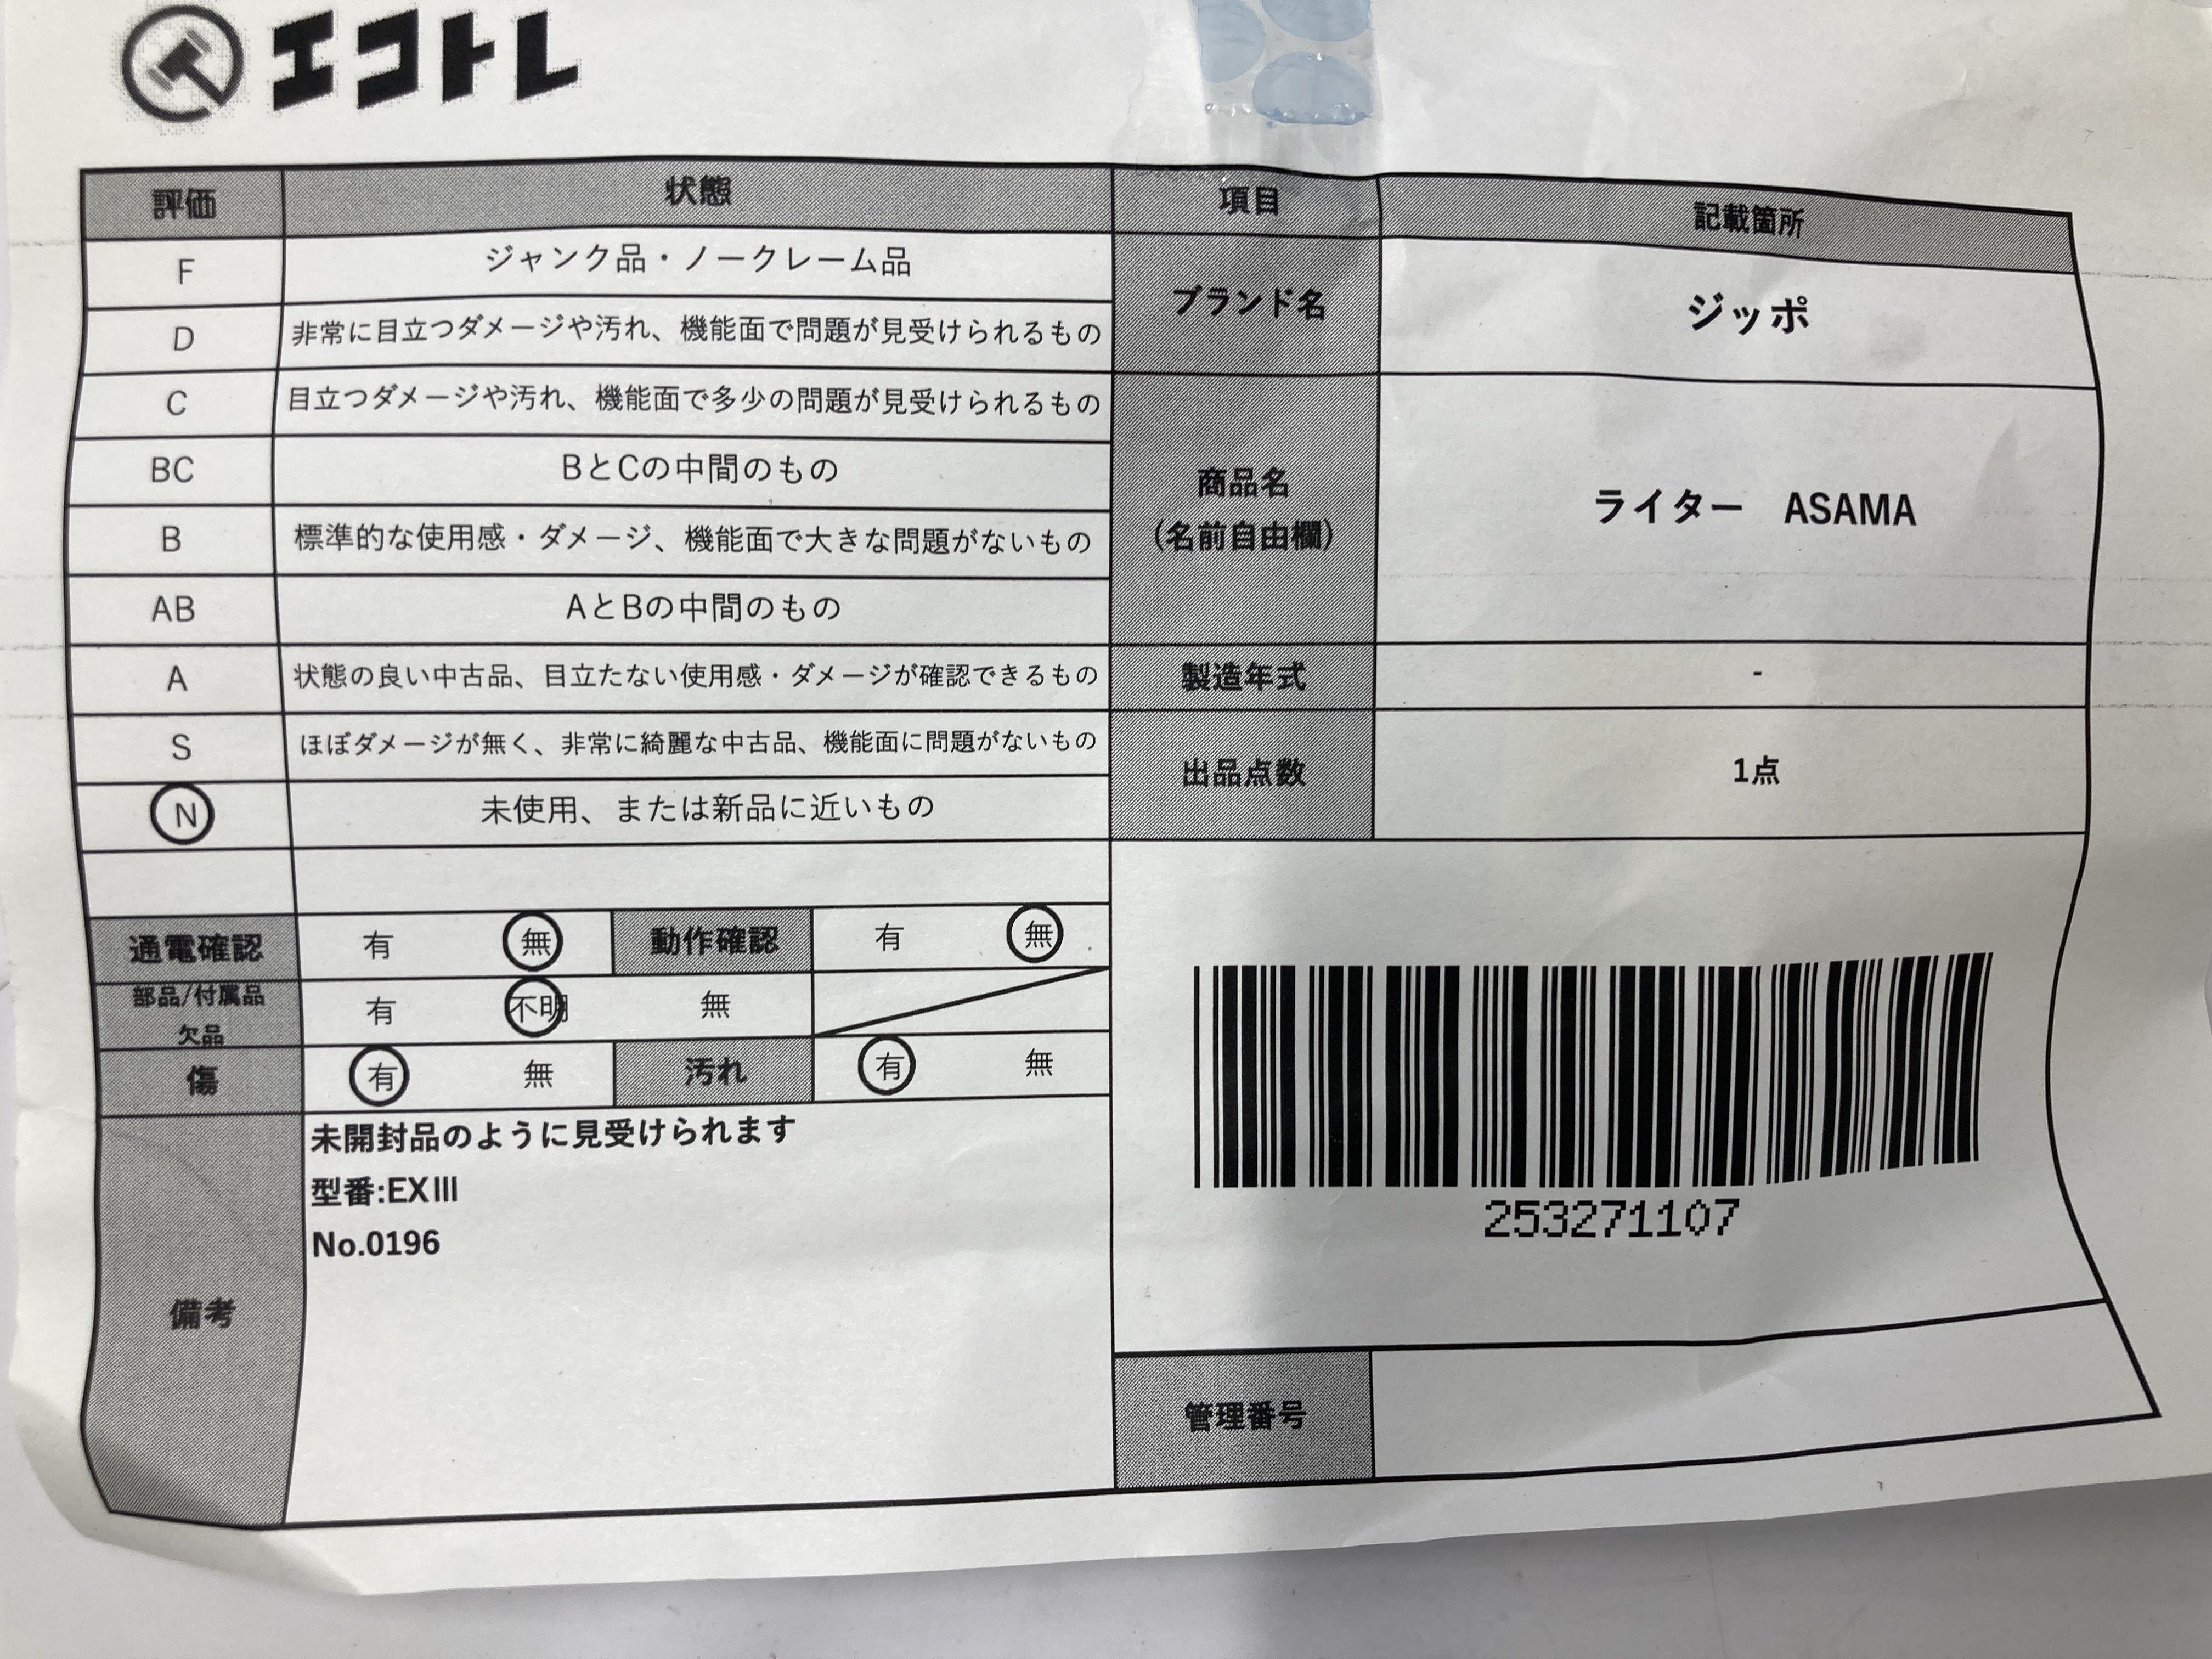 エコトレ
評価 状態 項目 記載箇所
F ジャンク品・ノークレーム品
D 非常に目立つダメージや汚れ、機能面で問題が見受けられるもの
C 目立つダメージや汚れ、機能面で多少の問題が見受けられるもの
BC BとCの中間のもの
B 標準的な使用感・ダメージ、機能面で大きな問題がないもの
AB AとBの中間のもの
A 状態の良い中古品、目立たない使用感・ダメージが確認できるもの
S ほぼダメージが無く、非常に綺麗な中古品、機能面に問題がないもの
N 未使用、または新品に近いもの
通電確認 有 無 動作確認 有 無
部品/付属品
欠品
有 不明 無
傷 有 無 汚れ 有 無
備考
未開封品のように見受けられます
型番:EXⅢ
No.0196
ブランド名 ジッポ
商品名
(名前自由欄)
ライター ASAMA
製造年式 -
出品点数 1点
253271107
管理番号